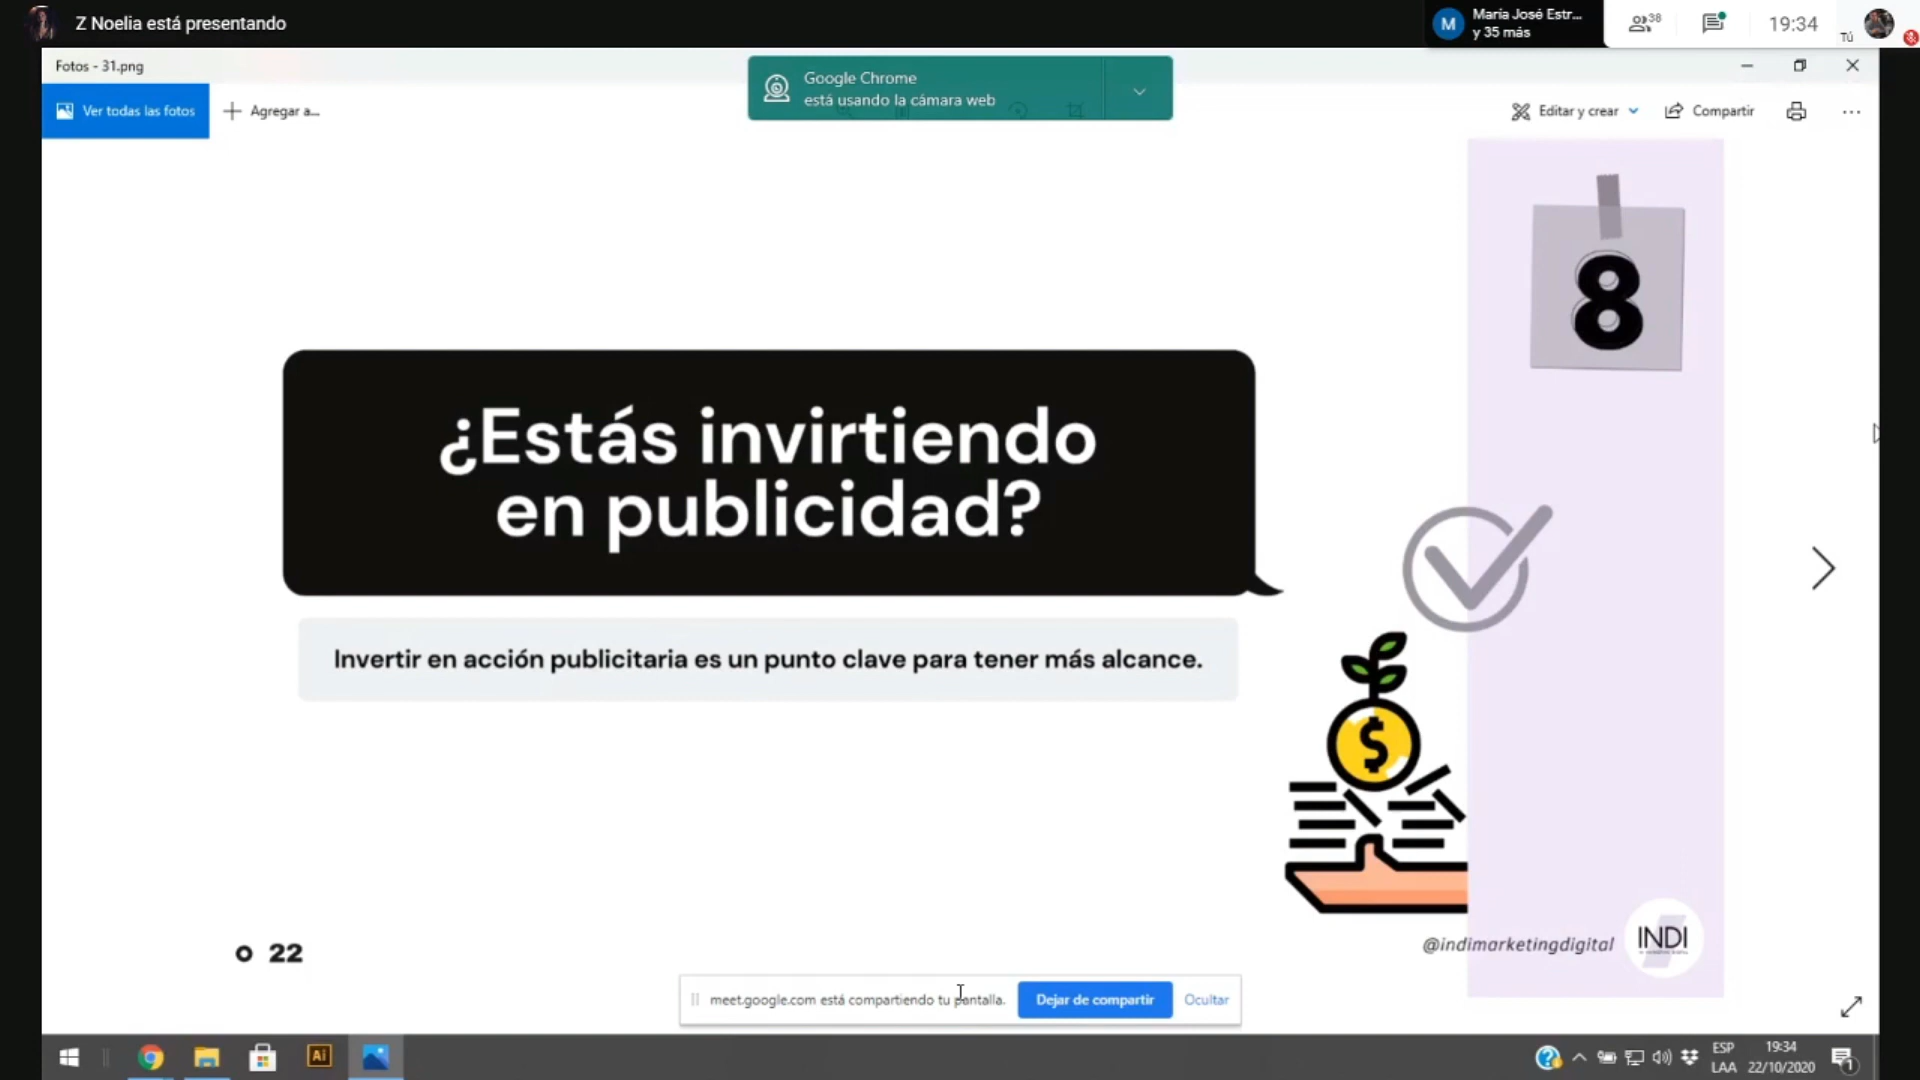 Z Noelia está presentando
M
María José Estr...
y 35 más
38
19:34
Tú
Fotos - 31.png
Google Chrome
está usando la cámara web
Ver todas las fotos
Agregar a...
Editar y crear
Compartir
8
¿Estás invirtiendo
en publicidad?
Invertir en acción publicitaria es un punto clave para tener más alcance.
$
22
@indimarketingdigital
INDI
meet.google.com está compartiendo tu pantalla.
Dejar de compartir
Ocultar
Ai
ESP
LAA
19:34
22/10/2020
1